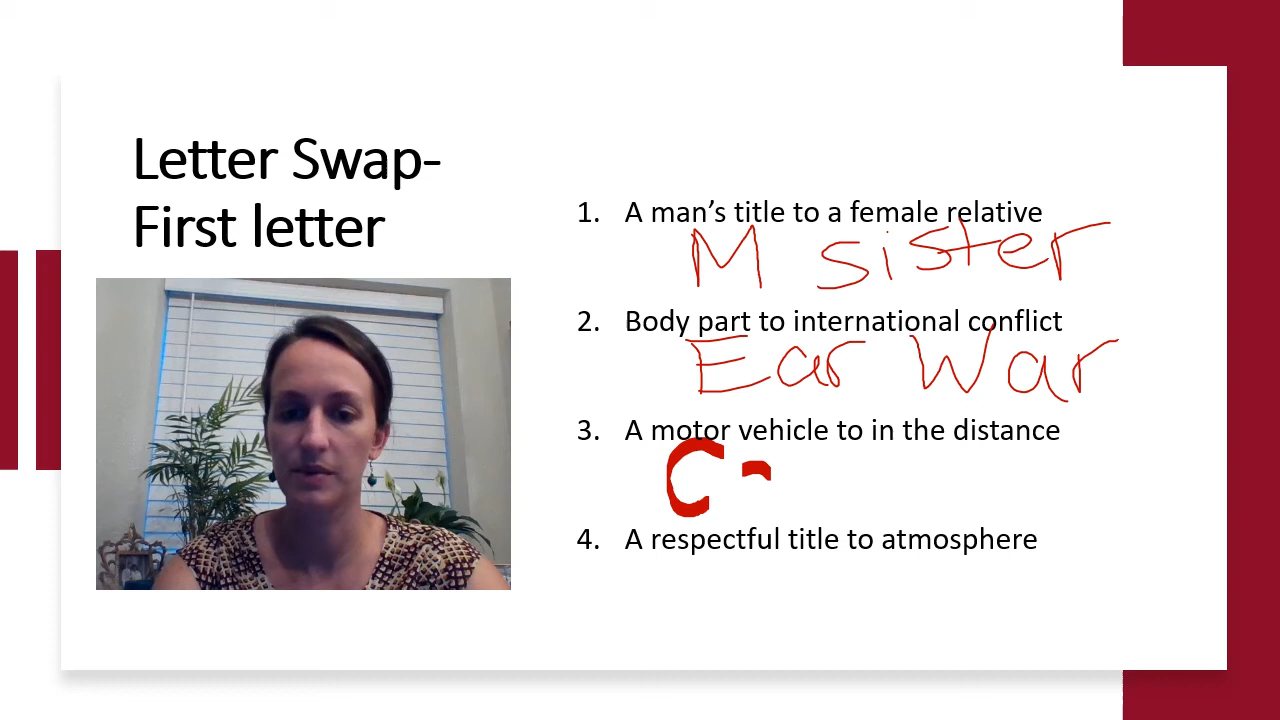 Letter Swap-
First letter
1. A man’s title to a female relative
M sister
2. Body part to international conflict
Ear War
3. A motor vehicle to in the distance
C
4. A respectful title to atmosphere